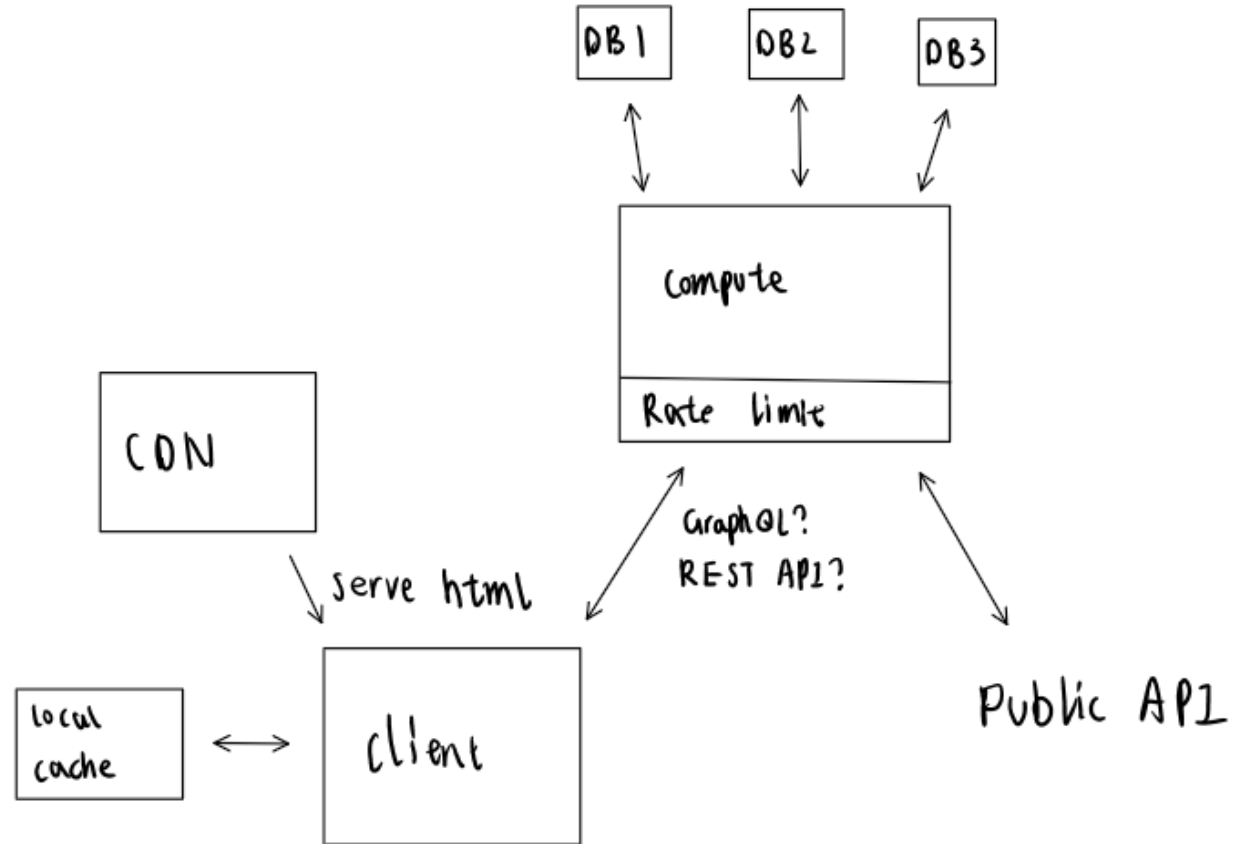 DB1
DB2
DB3
Compute
Rate limit
CDN
GraphQL?
REST API?
serve html
local
cache
client
Public API